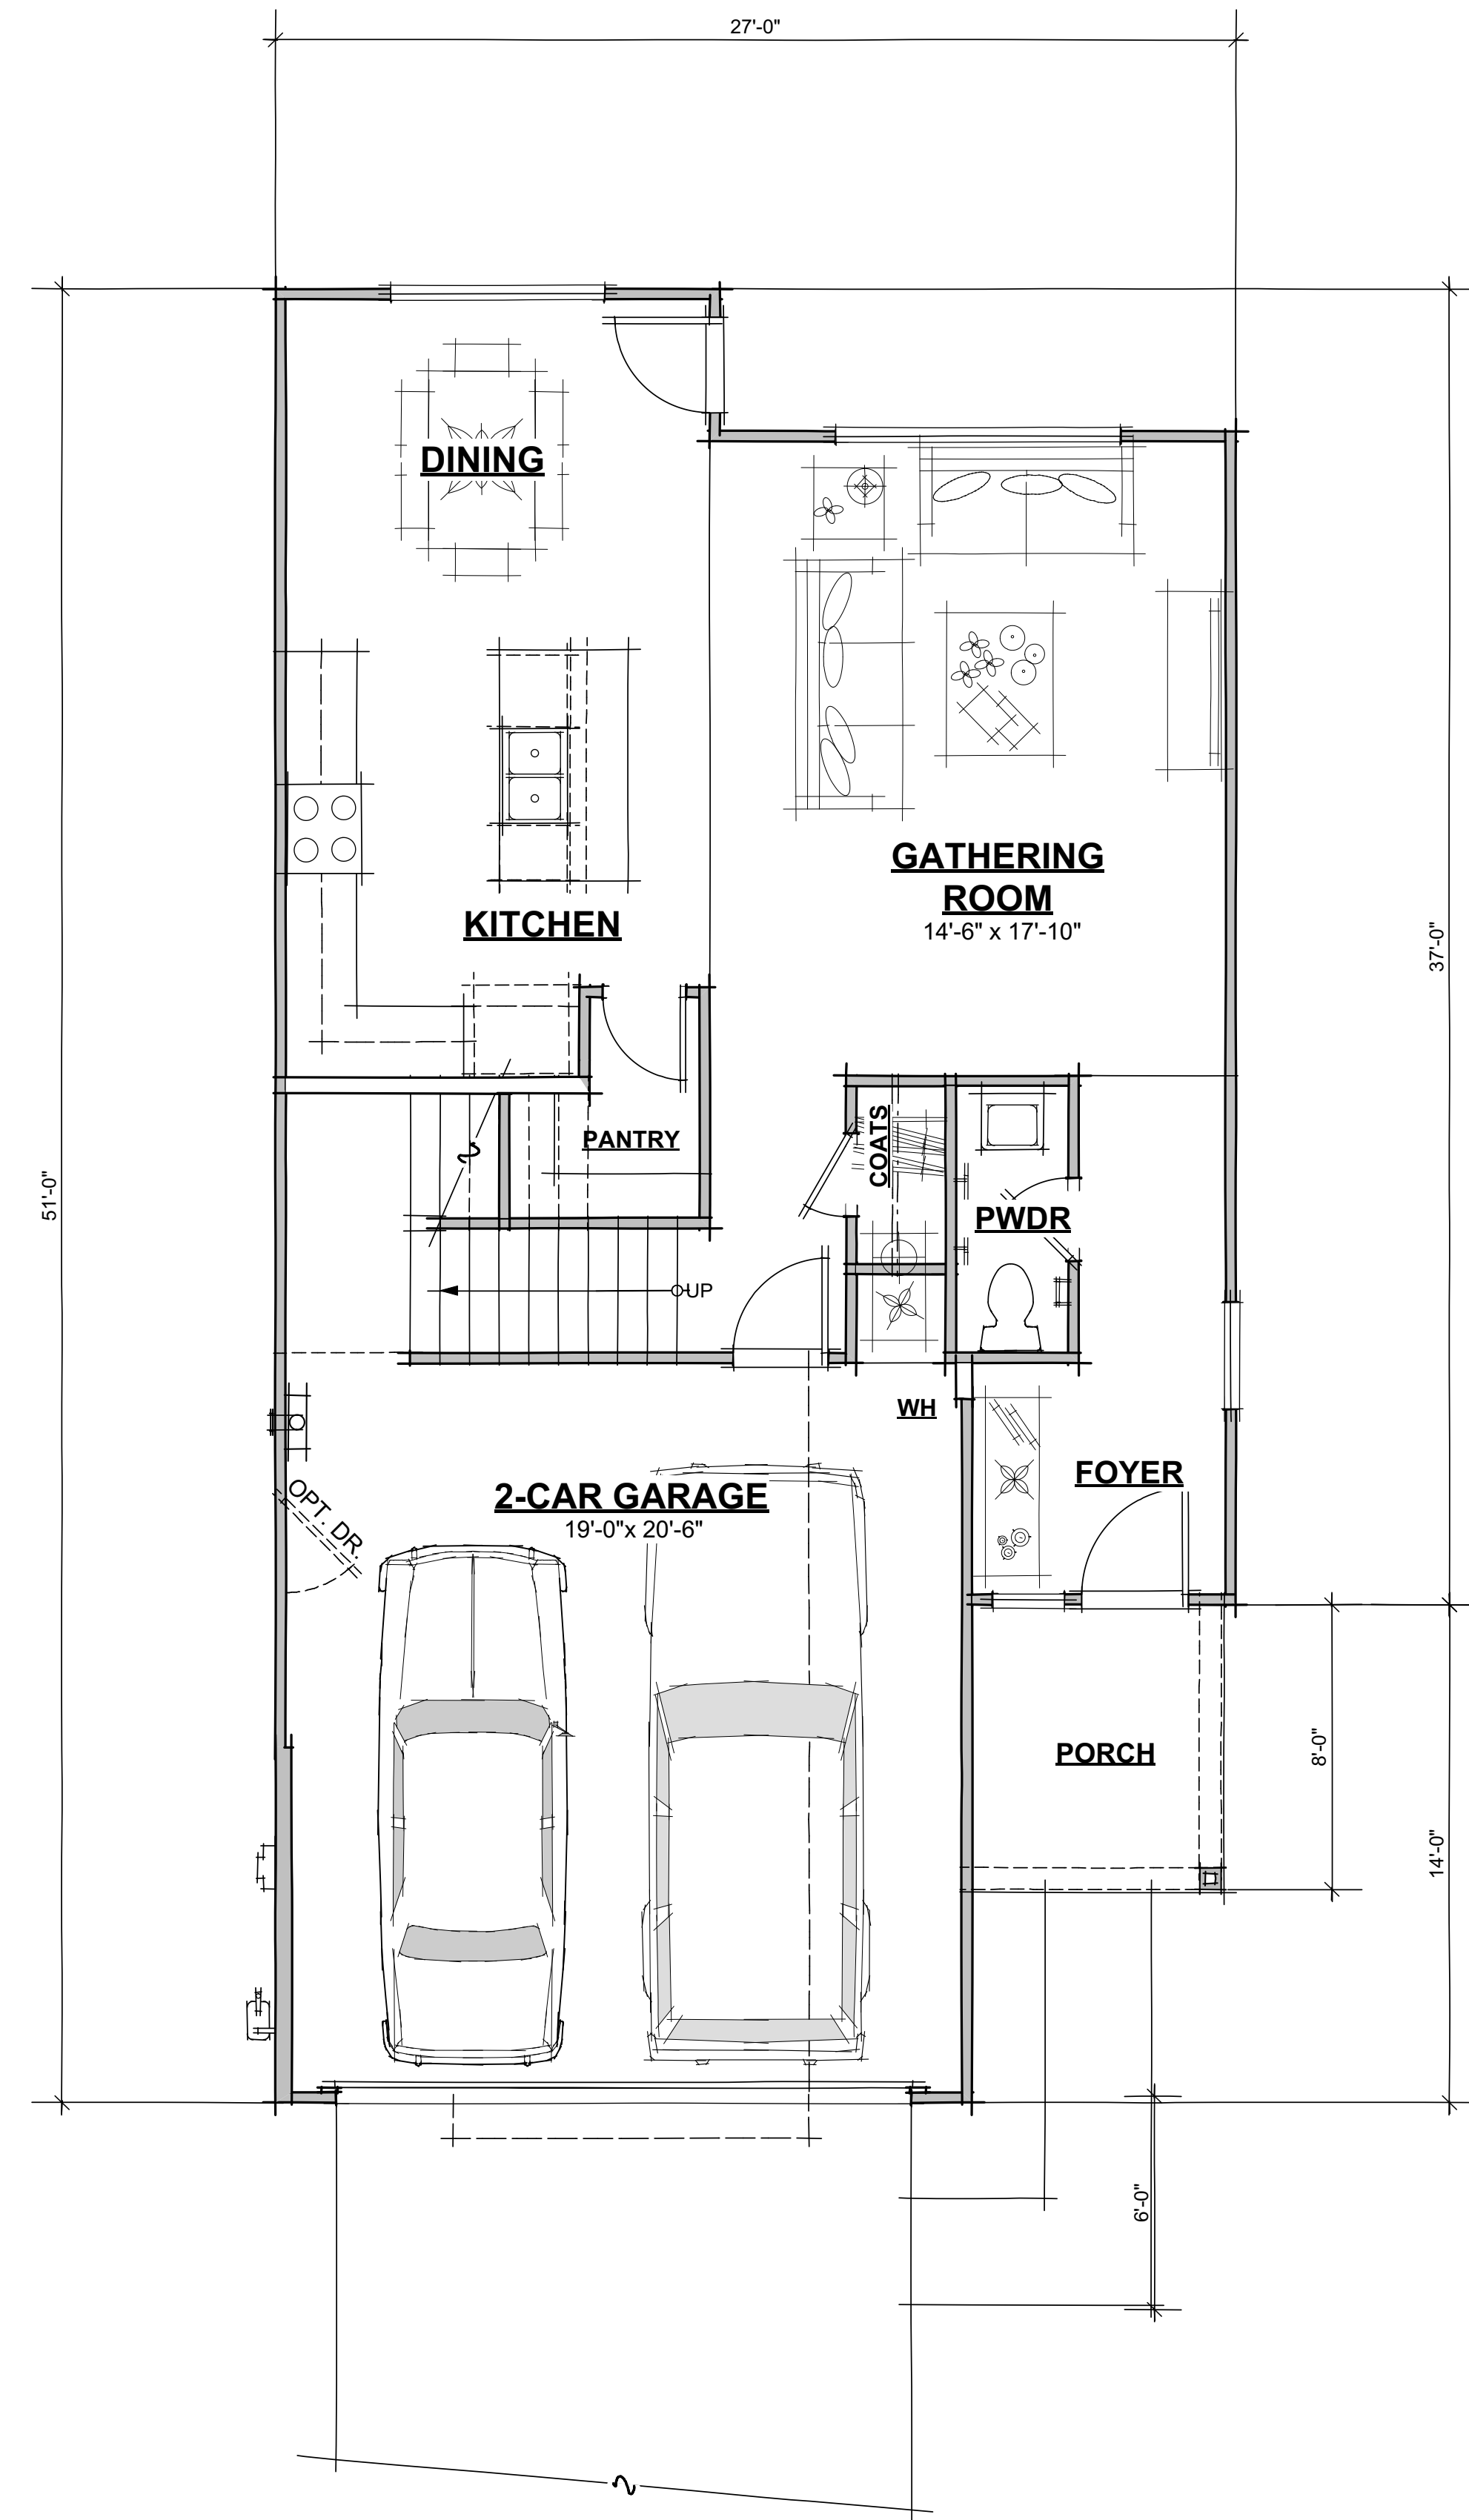 27'-0"
DINING
GATHERING
ROOM
14'-6" x 17'-10"
KITCHEN
37'-0"
51'-0"
PANTRY
COATS
PWDR
UP
WH
FOYER
2-CAR GARAGE
19'-0"x 20'-6"
OPT. DR.
PORCH
8'-0"
14'-0"
6'-0"